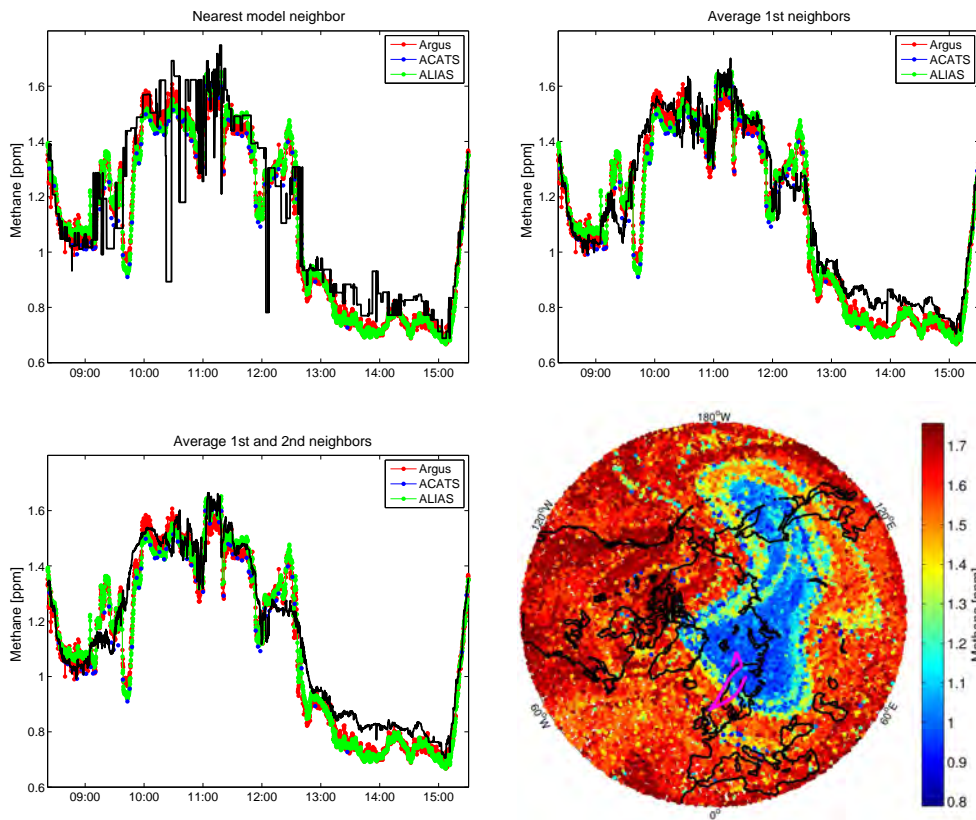 Nearest model neighbor
Methane [ppm]
1.6
1.4
1.2
1
0.8
0.6
09:00 10:00 11:00 12:00 13:00 14:00 15:00
Argus
ACATS
ALIAS
Average 1st neighbors
Methane [ppm]
1.6
1.4
1.2
1
0.8
0.6
09:00 10:00 11:00 12:00 13:00 14:00 15:00
Argus
ACATS
ALIAS
Average 1st and 2nd neighbors
Methane [ppm]
1.6
1.4
1.2
1
0.8
0.6
09:00 10:00 11:00 12:00 13:00 14:00 15:00
Argus
ACATS
ALIAS
180°W
120°W
120°E
60°W
60°E
0°
Methane [ppm]
1.7
1.6
1.5
1.4
1.3
1.2
1.1
1
0.9
0.8